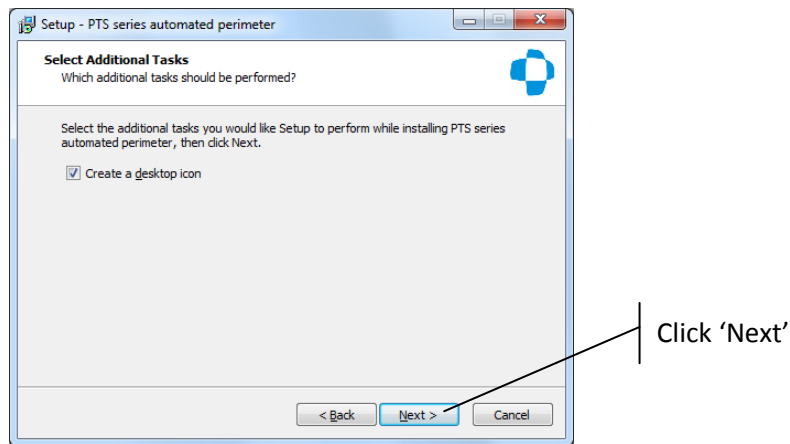 Setup - PTS series automated perimeter
Select Additional Tasks
Which additional tasks should be performed?
Select the additional tasks you would like Setup to perform while installing PTS series
automated perimeter, then click Next.
Create a desktop icon
Click ‘Next’
< Back Next > Cancel